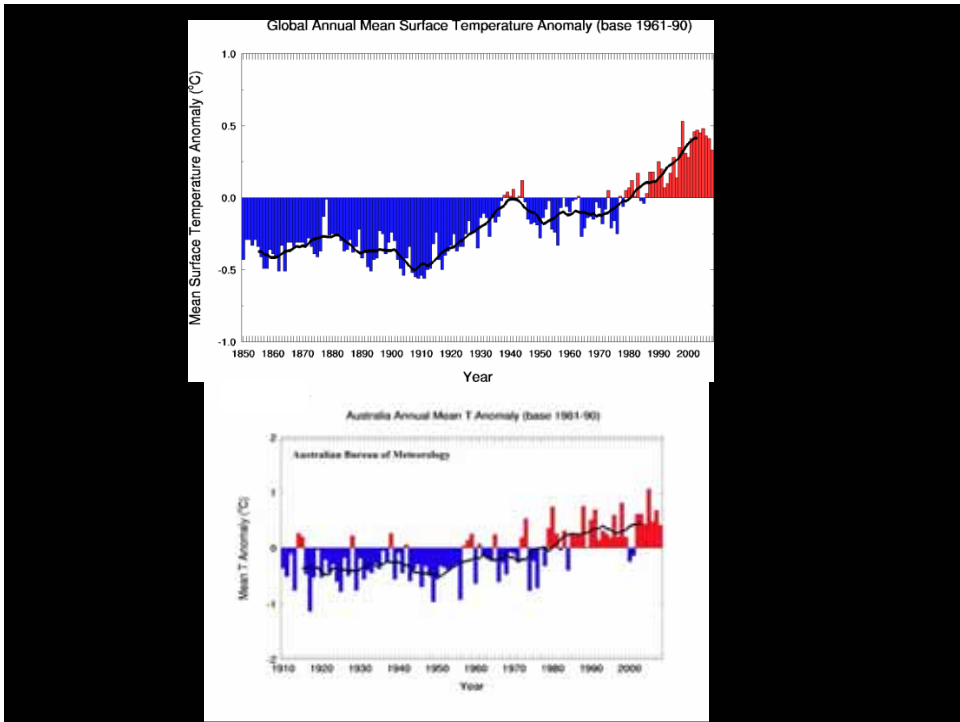 Global Annual Mean Surface Temperature Anomaly (base 1961-90)
Mean Surface Temperature Anomaly (°C)
1.0
0.5
0.0
-0.5
-1.0
1850 1860 1870 1880 1890 1900 1910 1920 1930 1940 1950 1960 1970 1980 1990 2000
Year
Australia Annual Mean T Anomaly (base 1961-90)
Australian Bureau of Meteorology
Mean T Anomaly (°C)
2
1
0
-1
-2
1910 1920 1930 1940 1950 1960 1970 1980 1990 2000
Year